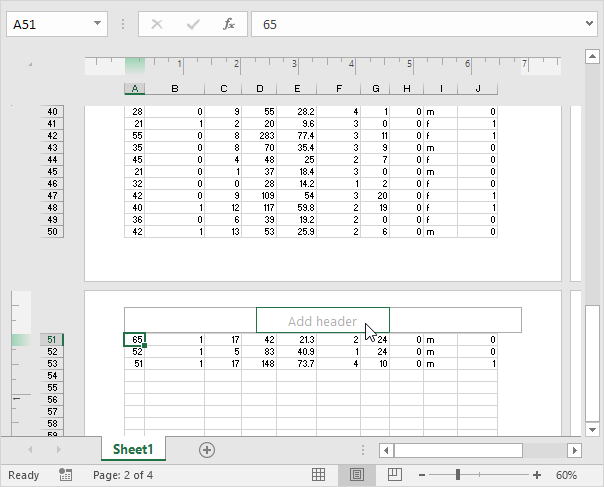 A51 fx 65
1 2 3 4 5 6 7
A B C D E F G H I J
40 28 0 9 55 28.2 4 1 0 m 0
41 21 1 2 20 9.6 3 0 0 f 1
42 55 0 8 283 77.4 3 11 0 f 1
43 35 0 8 70 35.4 3 9 0 m 0
45 45 0 4 48 25 2 7 0 f 0
45 21 0 1 37 18.4 3 0 0 m 0
46 32 0 0 28 14.2 1 2 0 f 0
47 42 0 9 109 54 3 20 0 f 1
48 40 1 12 117 59.8 2 19 0 f 1
49 36 0 6 39 19.2 2 0 0 f 0
50 42 1 13 53 25.9 2 6 0 m 0
Add header
51 65 1 17 42 21.3 2 24 0 m 0
52 52 1 5 83 40.9 1 24 0 m 0
53 51 1 17 148 73.7 4 10 0 m 1
54
55
56
57
58
59
Sheet1
Ready Page: 2 of 4 60%